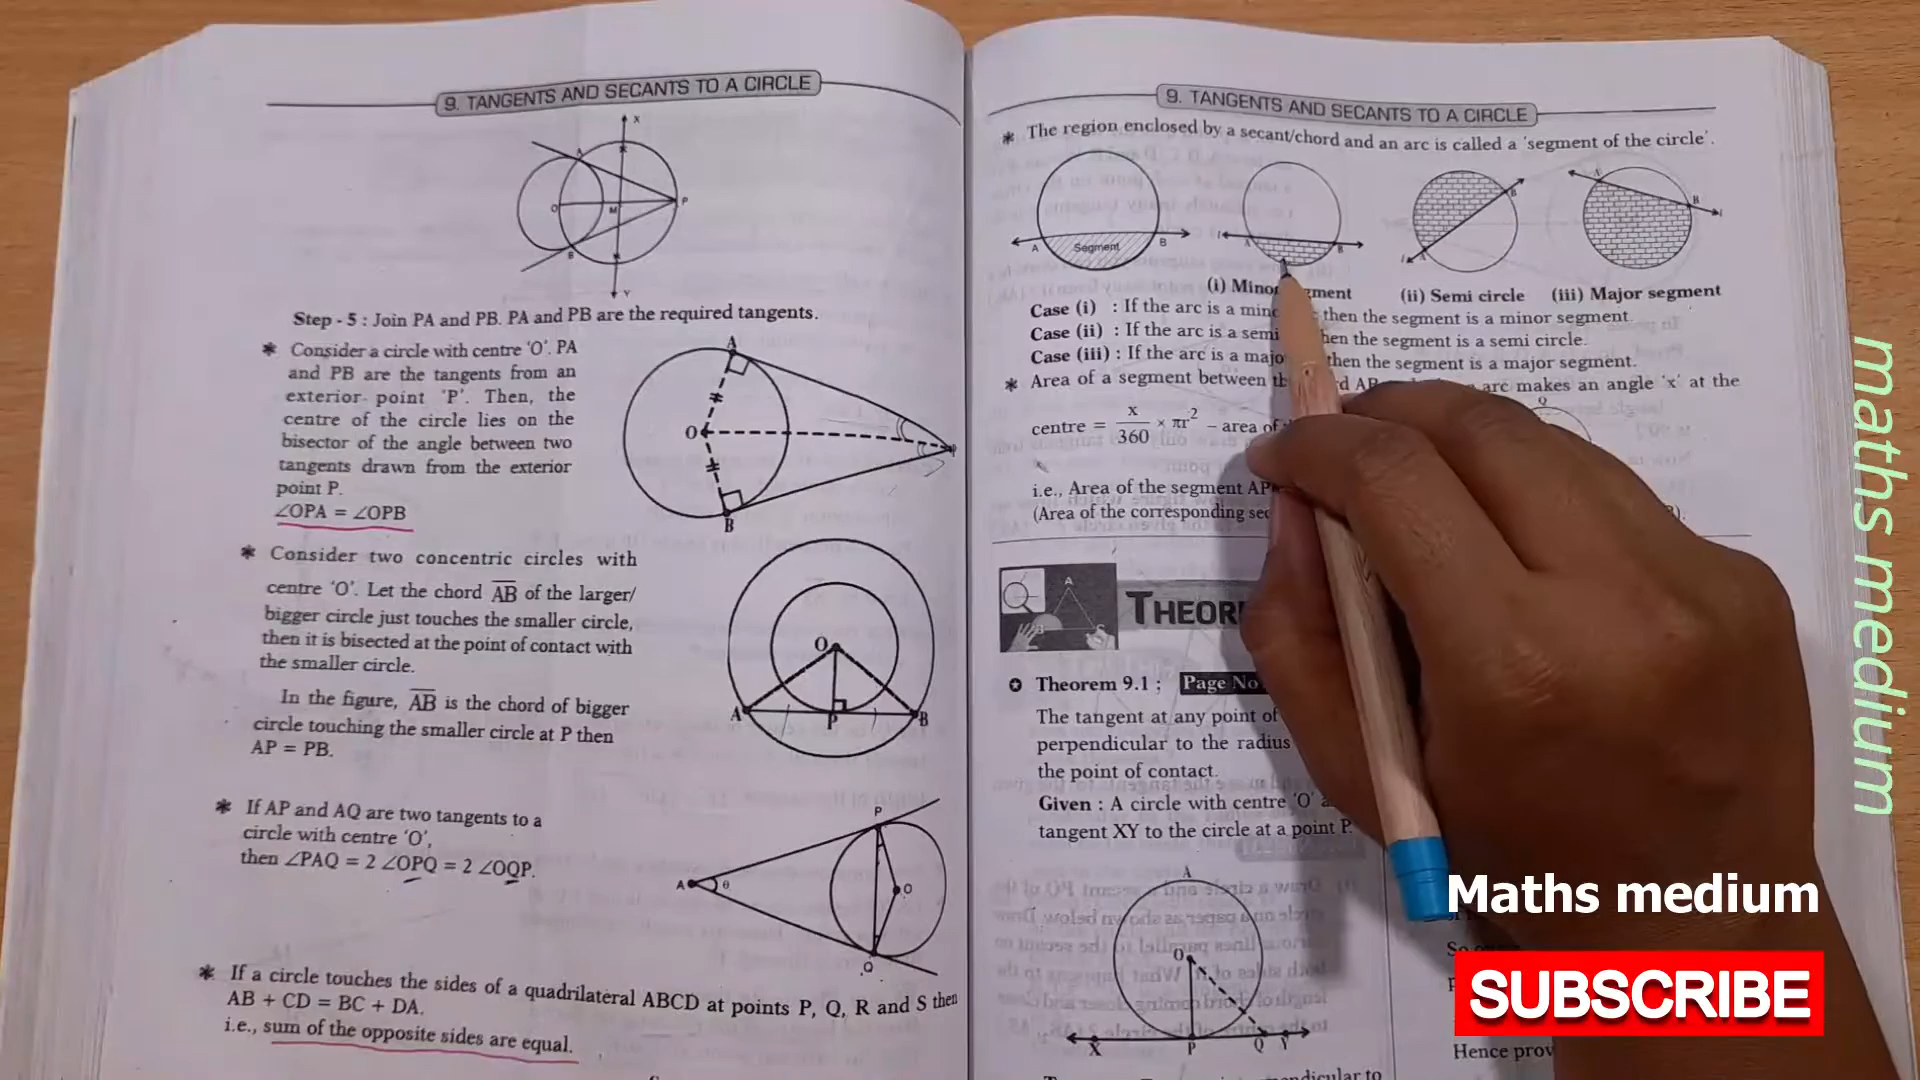 9. TANGENTS AND SECANTS TO A CIRCLE
X
A
O
M
P
B
Y
Step - 5 : Join PA and PB. PA and PB are the required tangents.
* Consider a circle with centre 'O'. PA
and PB are the tangents from an
exterior point 'P'. Then, the
centre of the circle lies on the
bisector of the angle between two
tangents drawn from the exterior
point P.
∠OPA = ∠OPB
A
O
B
* Consider two concentric circles with
centre 'O'. Let the chord A̅B̅ of the larger/
bigger circle just touches the smaller circle,
then it is bisected at the point of contact with
the smaller circle.
In the figure, A̅B̅ is the chord of bigger
circle touching the smaller circle at P then
AP = PB.
O
A
P
B
* If AP and AQ are two tangents to a
circle with centre 'O',
then ∠PAQ = 2 ∠OPQ = 2 ∠OQP.
P
A
θ
O
Q
* If a circle touches the sides of a quadrilateral ABCD at points P, Q, R and S then
AB + CD = BC + DA.
i.e., sum of the opposite sides are equal.
9. TANGENTS AND SECANTS TO A CIRCLE
* The region enclosed by a secant/chord and an arc is called a 'segment of the circle'.
A Segment B
l A B
l B
A B l
(i) Minor segment (ii) Semi circle (iii) Major segment
Case (i) : If the arc is a minor then the segment is a minor segment.
Case (ii) : If the arc is a semi then the segment is a semi circle.
Case (iii) : If the arc is a major then the segment is a major segment.
* Area of a segment between the chord AB arc makes an angle 'x' at the
centre = x/360 × πr² – area of
Q
i.e., Area of the segment AP
(Area of the corresponding sec
A
THEOR
✪ Theorem 9.1 : Page No
The tangent at any point of
perpendicular to the radius
the point of contact.
Given : A circle with centre 'O' a
tangent XY to the circle at a point P.
A
O
X P Q Y
Hence prov
maths medium
Maths medium
SUBSCRIBE